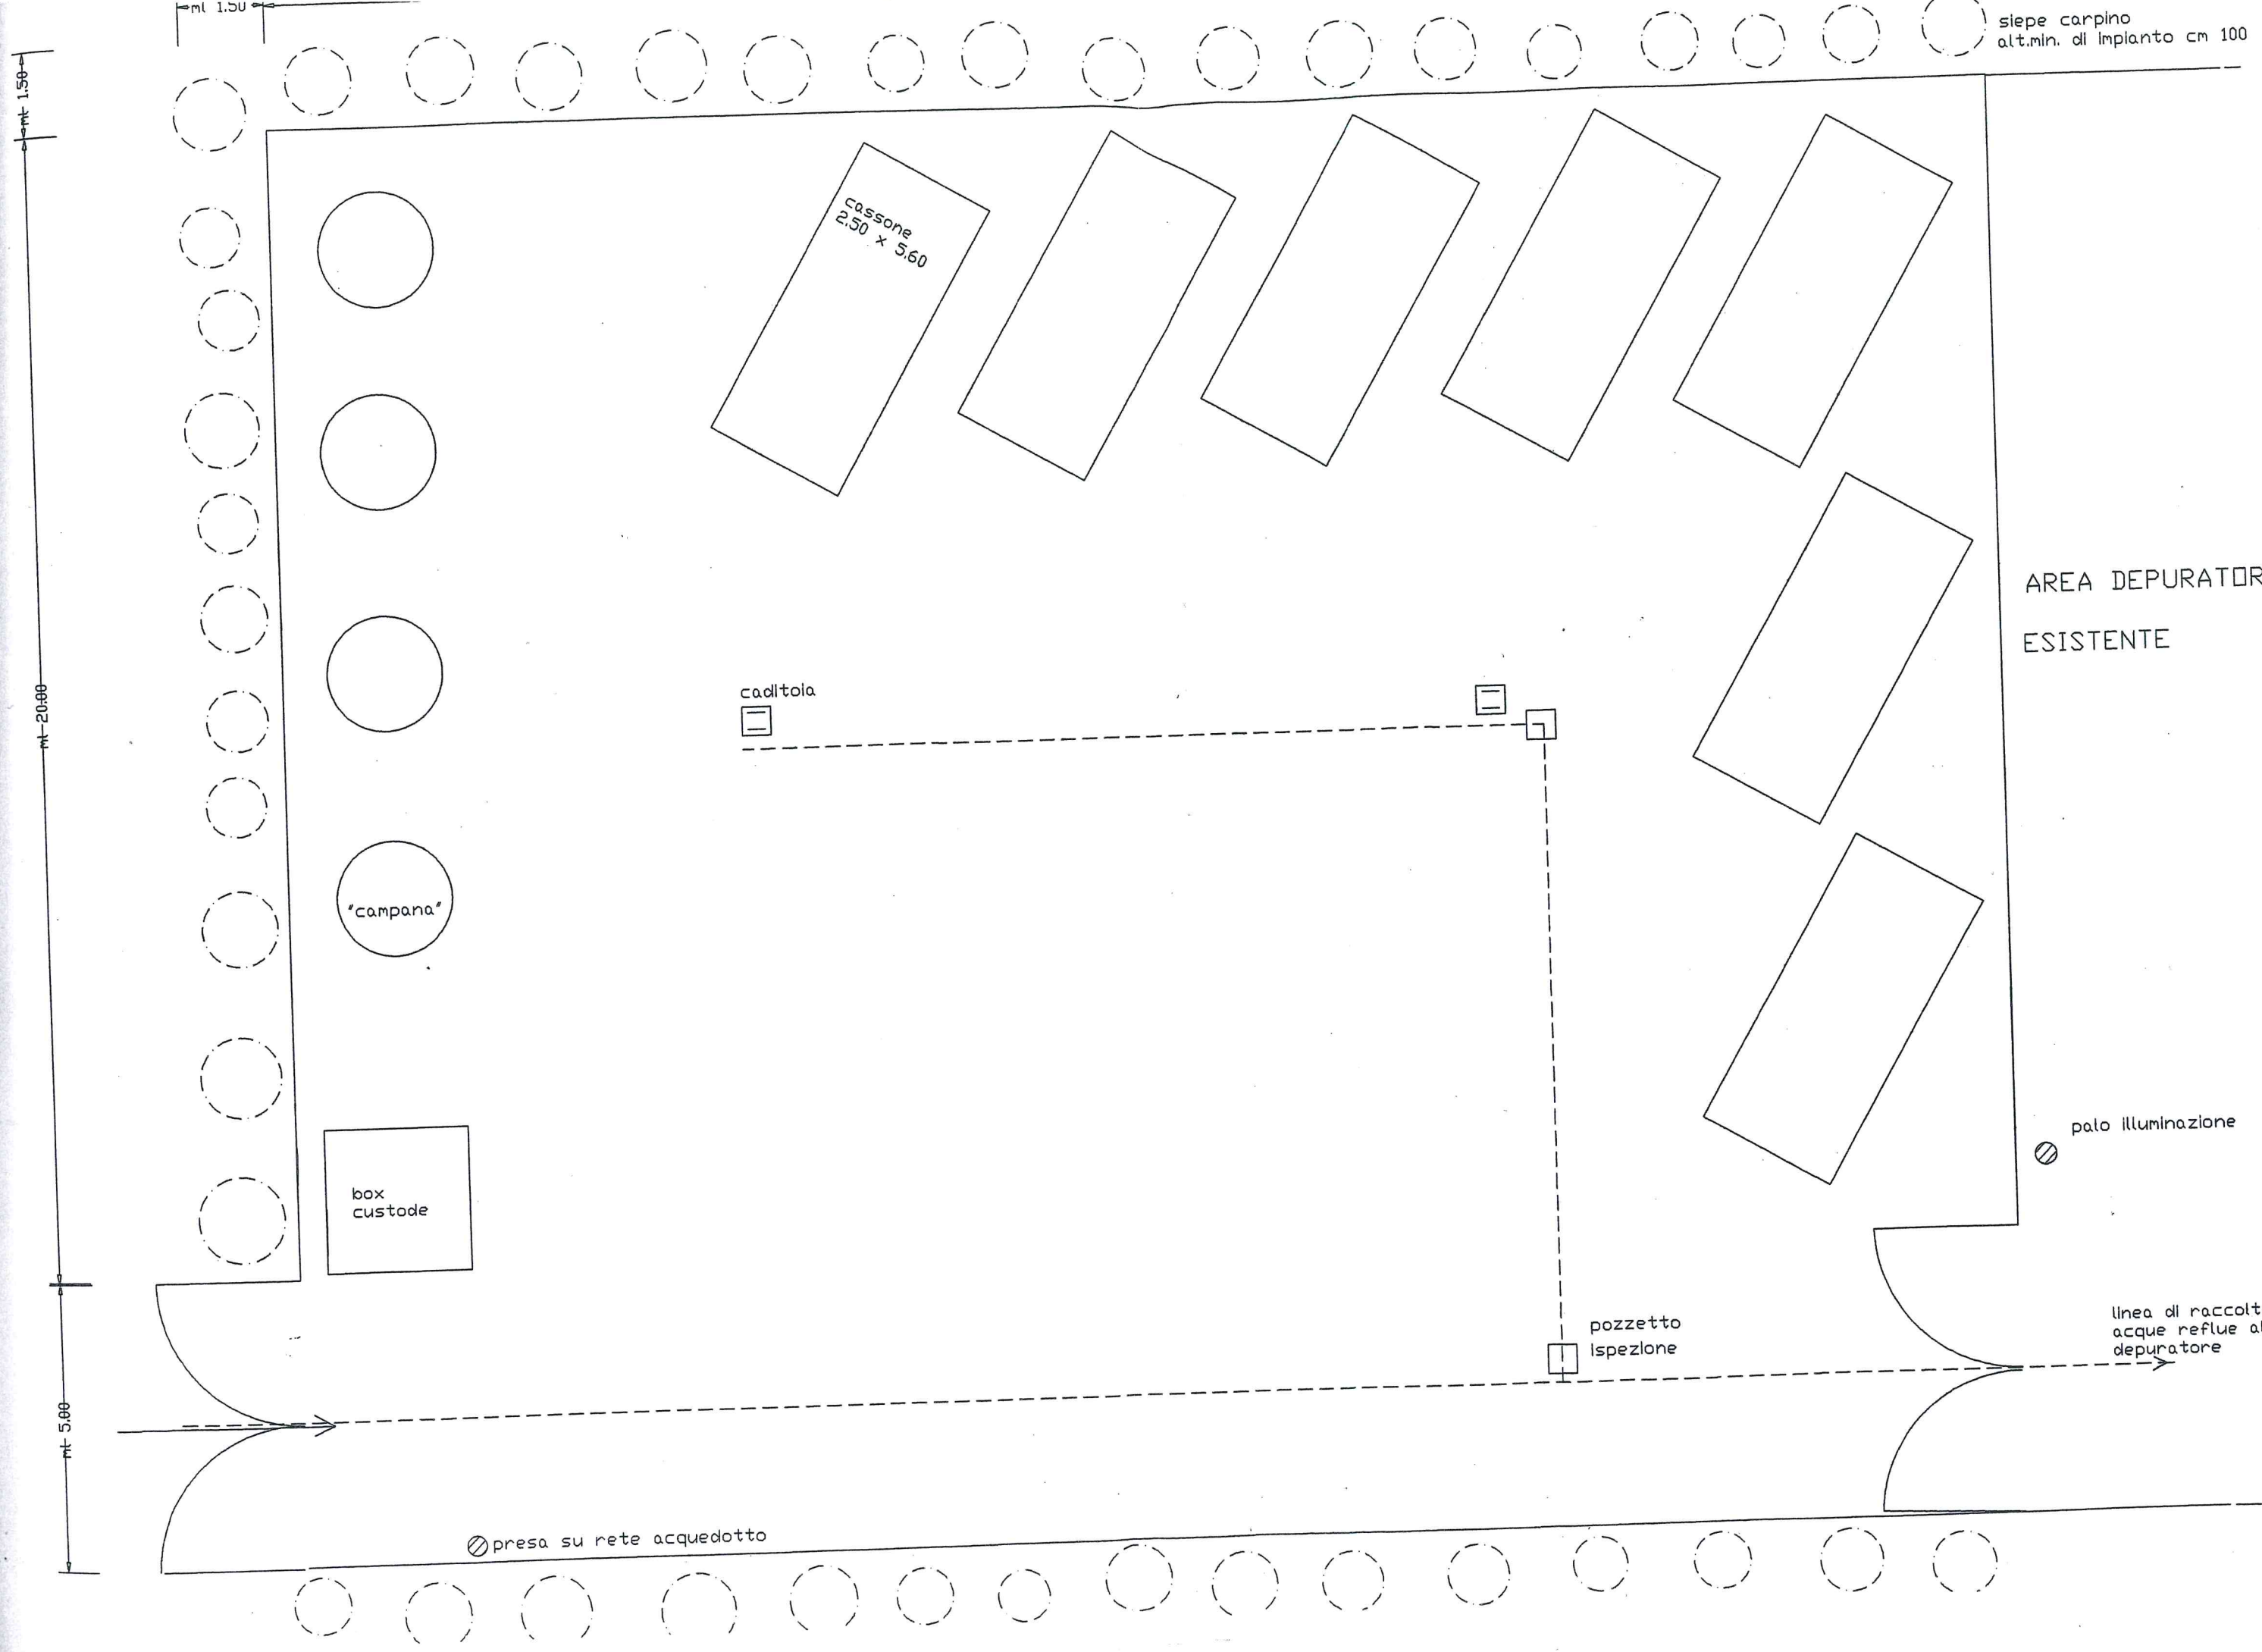 ml 1.50
siepe carpino
alt.min. di impianto cm 100
ml 1.50
cassone
2.50 x 5.60
AREA DEPURATOR
ESISTENTE
ml 20.00
caditoia
"campana"
palo illuminazione
box
custode
linea di raccolt
acque reflue al
depuratore
pozzetto
ispezione
ml 5.00
presa su rete acquedotto